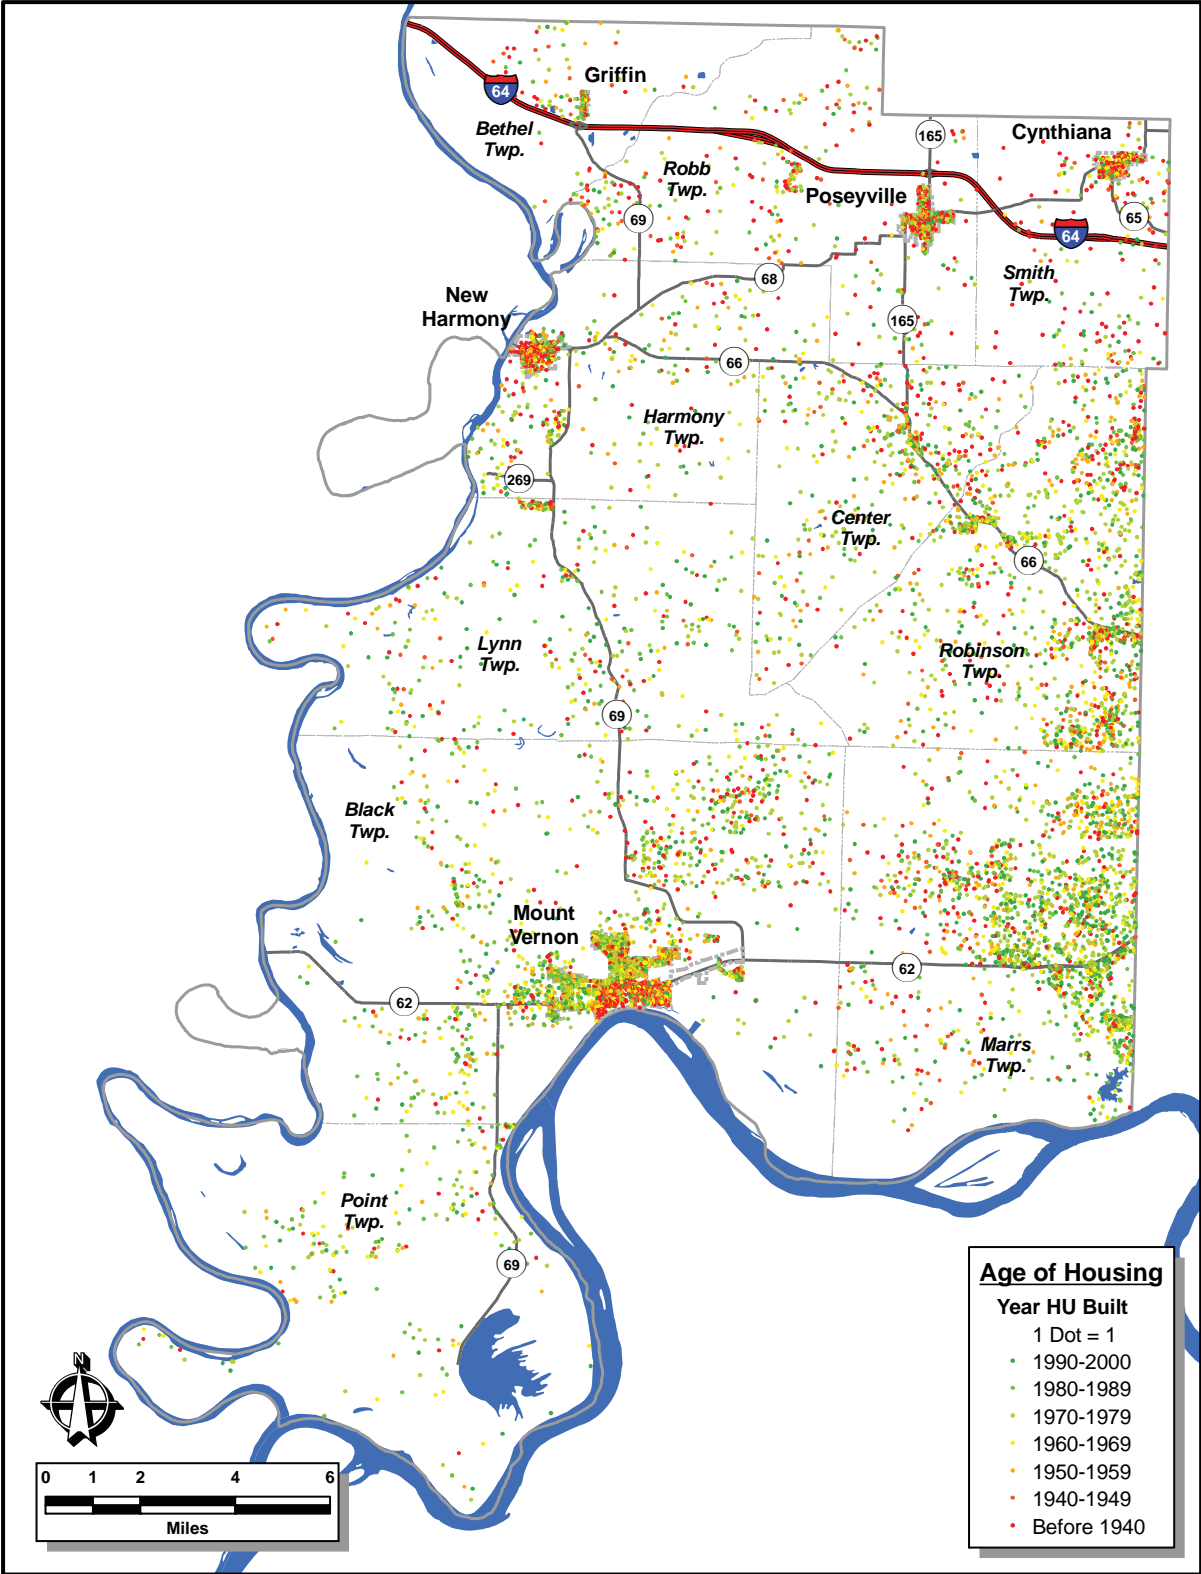 Griffin
64
Bethel
Twp.
165
Cynthiana
Robb
Twp.
Poseyville
69
65
64
68
Smith
Twp.
New
Harmony
165
66
Harmony
Twp.
269
Center
Twp.
66
Lynn
Twp.
Robinson
Twp.
69
Black
Twp.
Mount
Vernon
62
62
Marrs
Twp.
Point
Twp.
69
Age of Housing
Year HU Built
1 Dot = 1
1990-2000
1980-1989
1970-1979
1960-1969
1950-1959
1940-1949
Before 1940
N
0 1 2 4 6
Miles